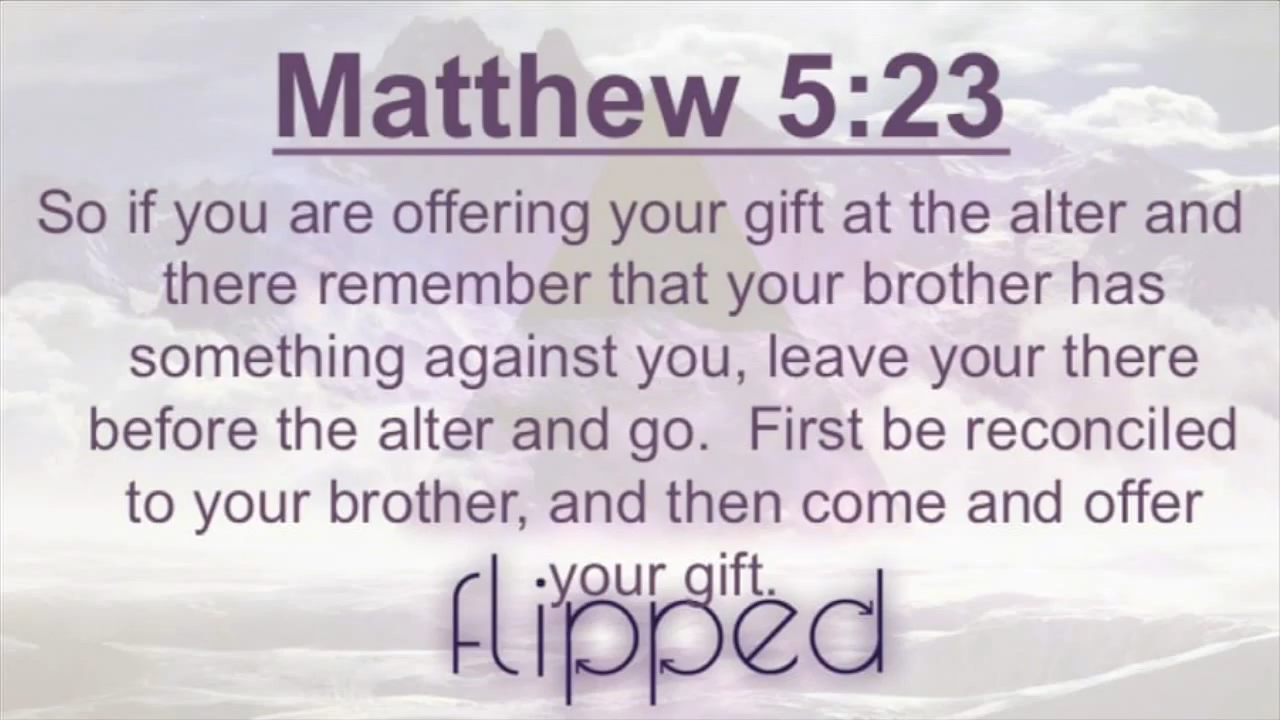 Matthew 5:23
So if you are offering your gift at the alter and
there remember that your brother has
something against you, leave your there
before the alter and go.  First be reconciled
to your brother, and then come and offer
your gift.
flipped